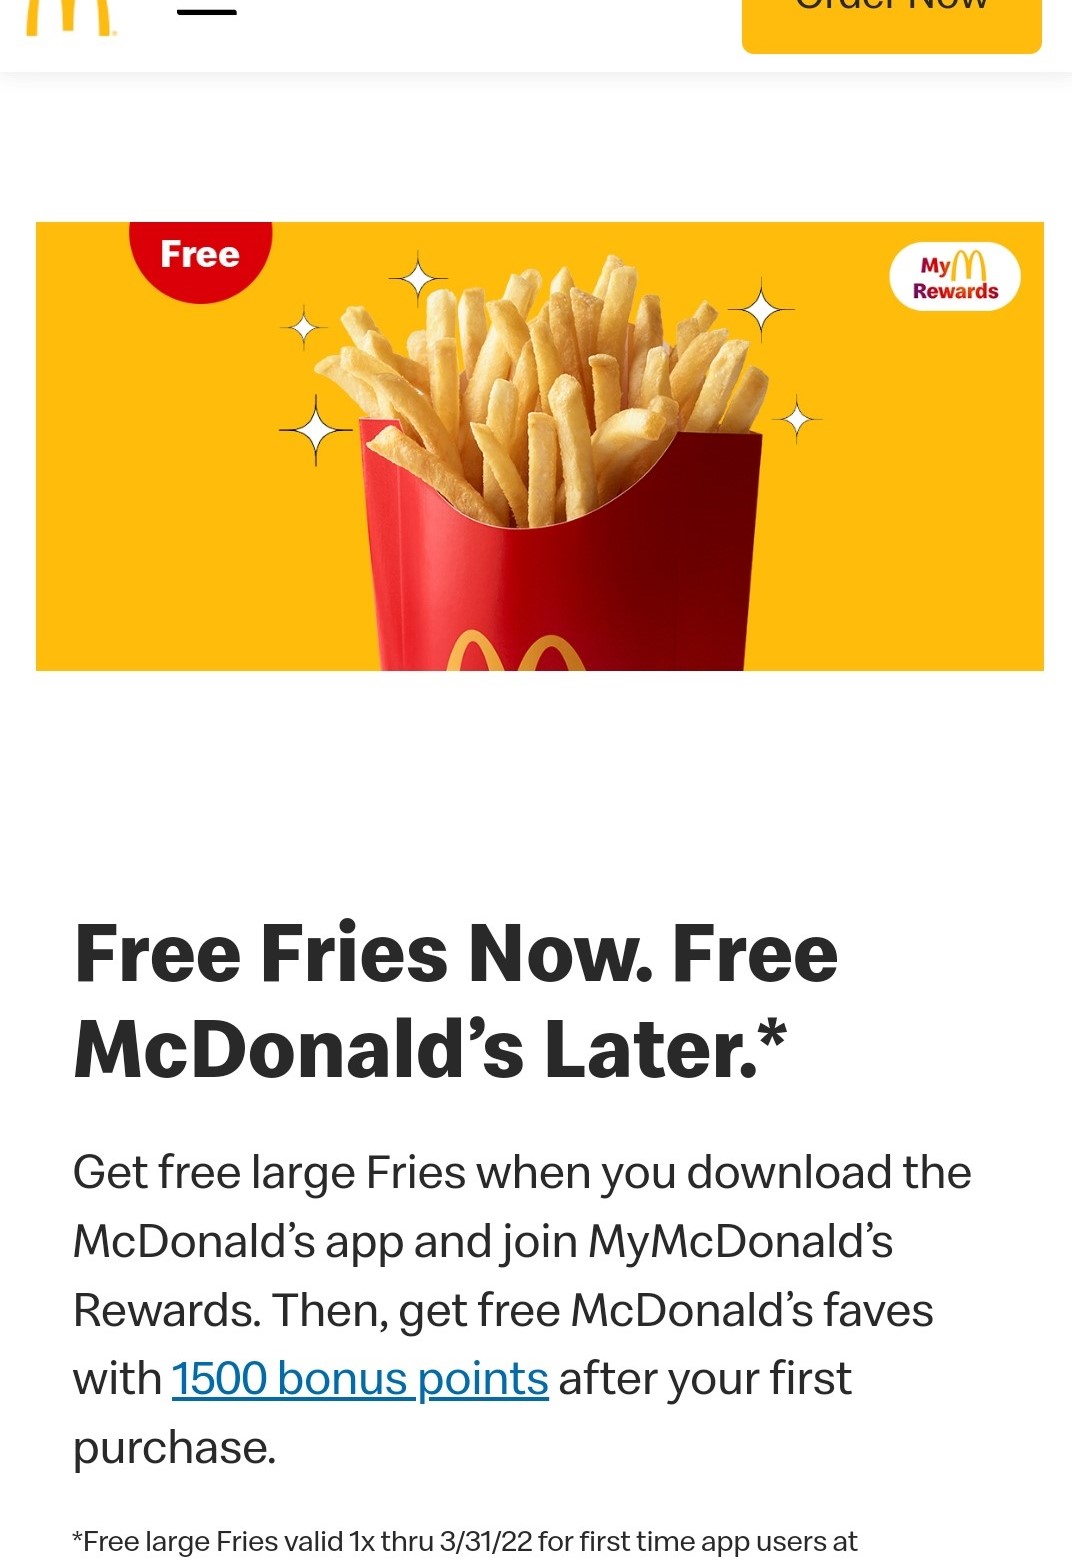 Order Now
Free
My
Rewards
Free Fries Now. Free
McDonald’s Later.*
Get free large Fries when you download the
McDonald’s app and join MyMcDonald’s
Rewards. Then, get free McDonald’s faves
with 1500 bonus points after your first
purchase.
*Free large Fries valid 1x thru 3/31/22 for first time app users at